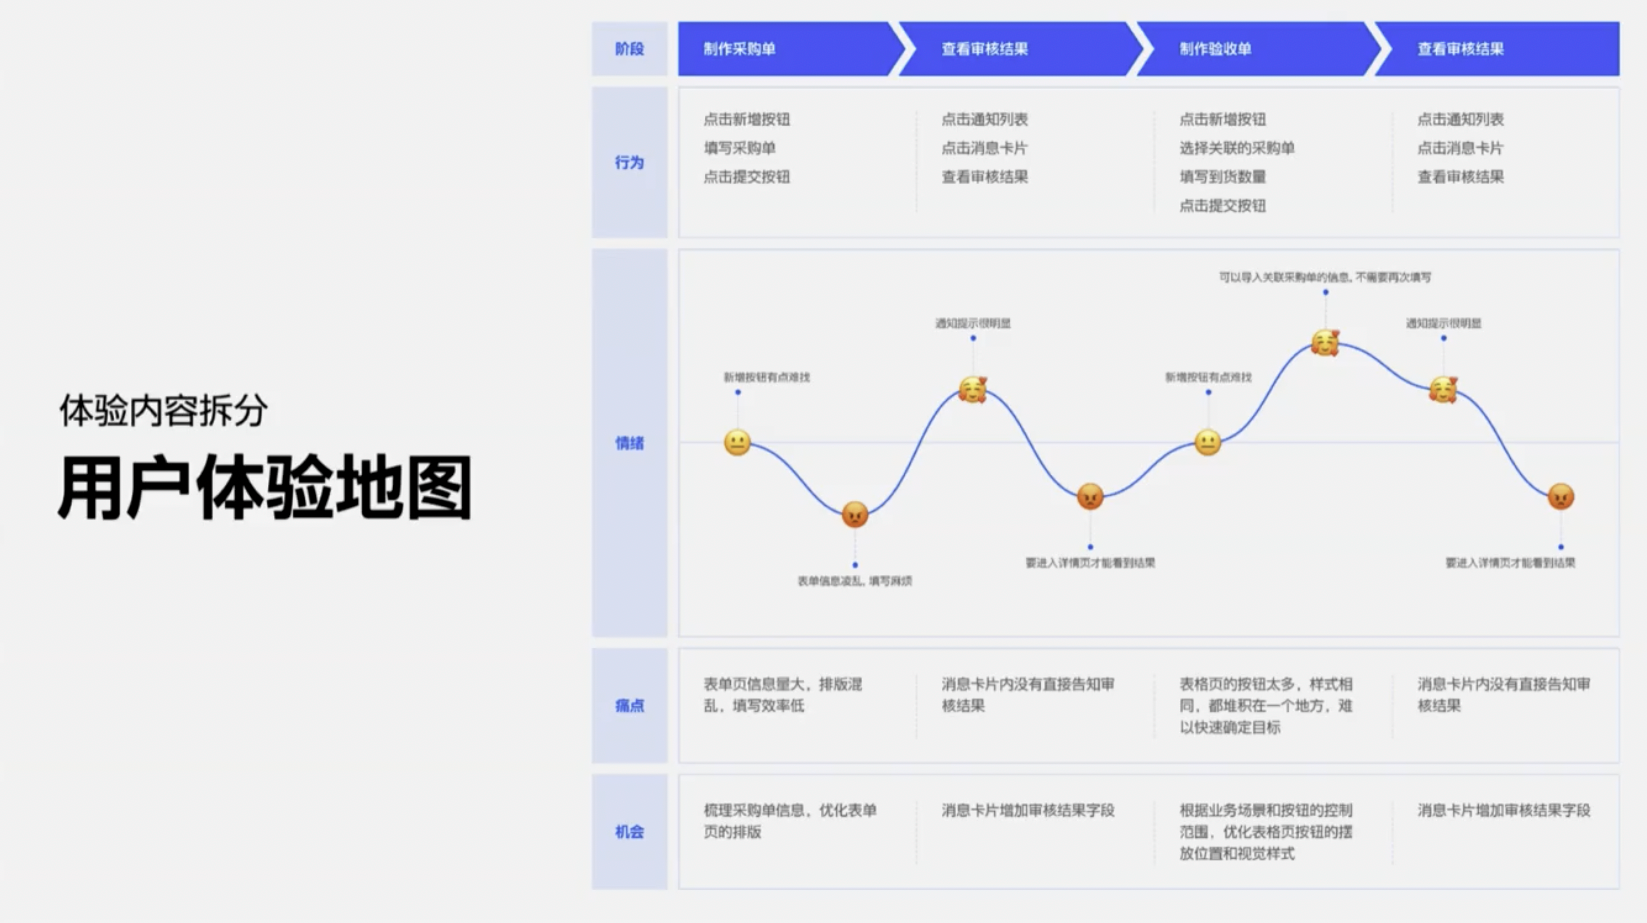 体验内容拆分
用户体验地图
阶段
制作采购单
查看审核结果
制作验收单
查看审核结果
行为
点击新增按钮
填写采购单
点击提交按钮
点击通知列表
点击消息卡片
查看审核结果
点击新增按钮
选择关联的采购单
填写到货数量
点击提交按钮
点击通知列表
点击消息卡片
查看审核结果
情绪
新增按钮有点难找
表单信息凌乱，填写麻烦
通知提示很明显
要进入详情页才能看到结果
新增按钮有点难找
可以导入关联采购单的信息，不需要再次填写
通知提示很明显
要进入详情页才能看到结果
痛点
表单页信息量大，排版混
乱，填写效率低
消息卡片内没有直接告知审
核结果
表格页的按钮太多，样式相
同，都堆积在一个地方，难
以快速确定目标
消息卡片内没有直接告知审
核结果
机会
梳理采购单信息，优化表单
页的排版
消息卡片增加审核结果字段
根据业务场景和按钮的控制
范围，优化表格页按钮的摆
放位置和视觉样式
消息卡片增加审核结果字段